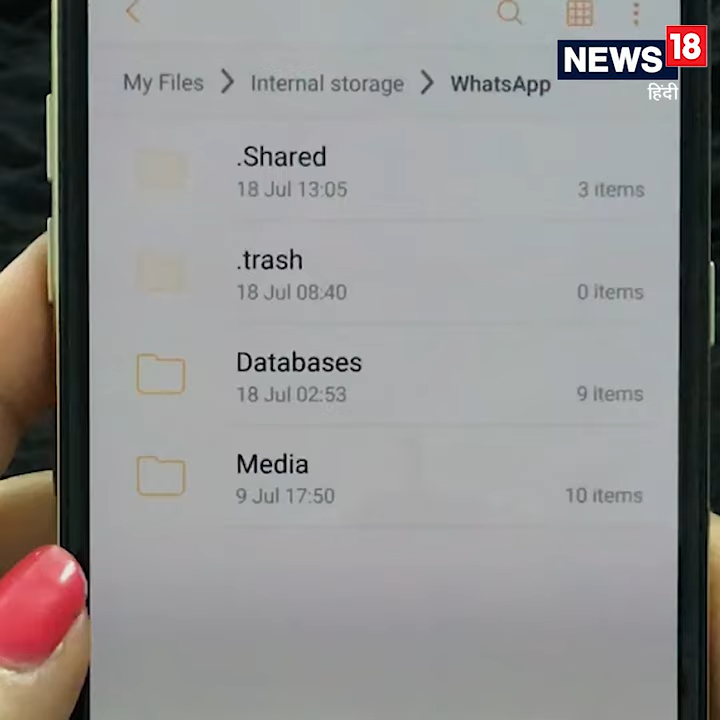 NEWS 18
हिंदी
My Files > Internal storage > WhatsApp
.Shared
18 Jul 13:05 3 items
.trash
18 Jul 08:40 0 items
Databases
18 Jul 02:53 9 items
Media
9 Jul 17:50 10 items